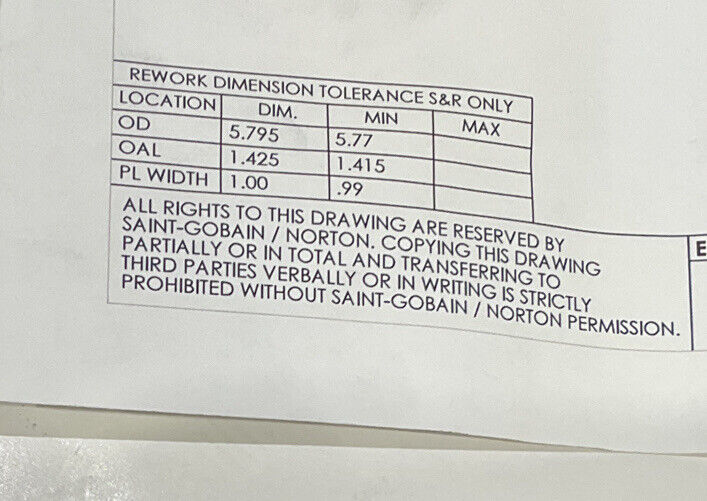 REWORK DIMENSION TOLERANCE S&R ONLY
LOCATION DIM. MIN MAX
OD 5.795 5.77
OAL 1.425 1.415
PL WIDTH 1.00 .99
ALL RIGHTS TO THIS DRAWING ARE RESERVED BY
SAINT-GOBAIN / NORTON. COPYING THIS DRAWING
PARTIALLY OR IN TOTAL AND TRANSFERRING TO
THIRD PARTIES VERBALLY OR IN WRITING IS STRICTLY
PROHIBITED WITHOUT SAINT-GOBAIN / NORTON PERMISSION.
E